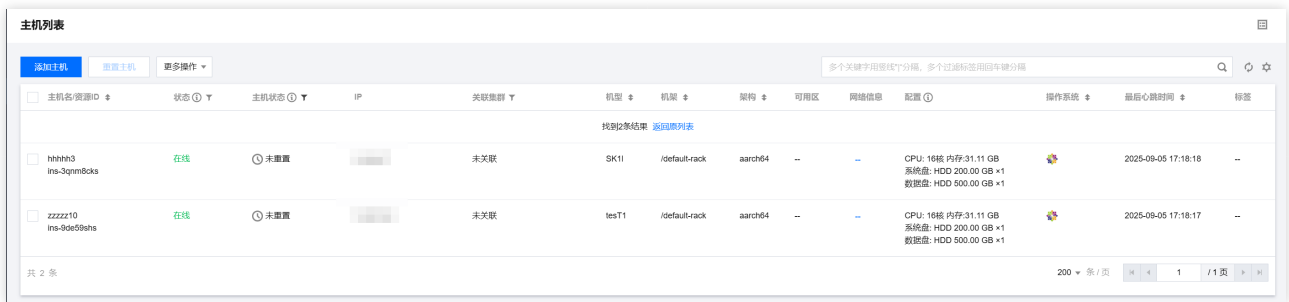 主机列表
添加主机 重置主机 更多操作 多个关键字用竖线"|"分隔，多个过滤标签用回车键分隔
主机名/资源ID 状态 主机状态 IP 关联集群 机型 机架 架构 可用区 网络信息 配置 操作系统 最后心跳时间 标签
找到2条结果 返回原列表
hhhhh3 在线 未重置 未关联 SK1I /default-rack aarch64 -- -- CPU: 16核 内存:31.11 GB 2025-09-05 17:18:18 --
ins-3qnm8cks 系统盘: HDD 200.00 GB ×1
数据盘: HDD 500.00 GB ×1
zzzzz10 在线 未重置 未关联 tesT1 /default-rack aarch64 -- -- CPU: 16核 内存:31.11 GB 2025-09-05 17:18:17 --
ins-9de59shs 系统盘: HDD 200.00 GB ×1
数据盘: HDD 500.00 GB ×1
共 2 条 200 条 / 页 1 / 1 页